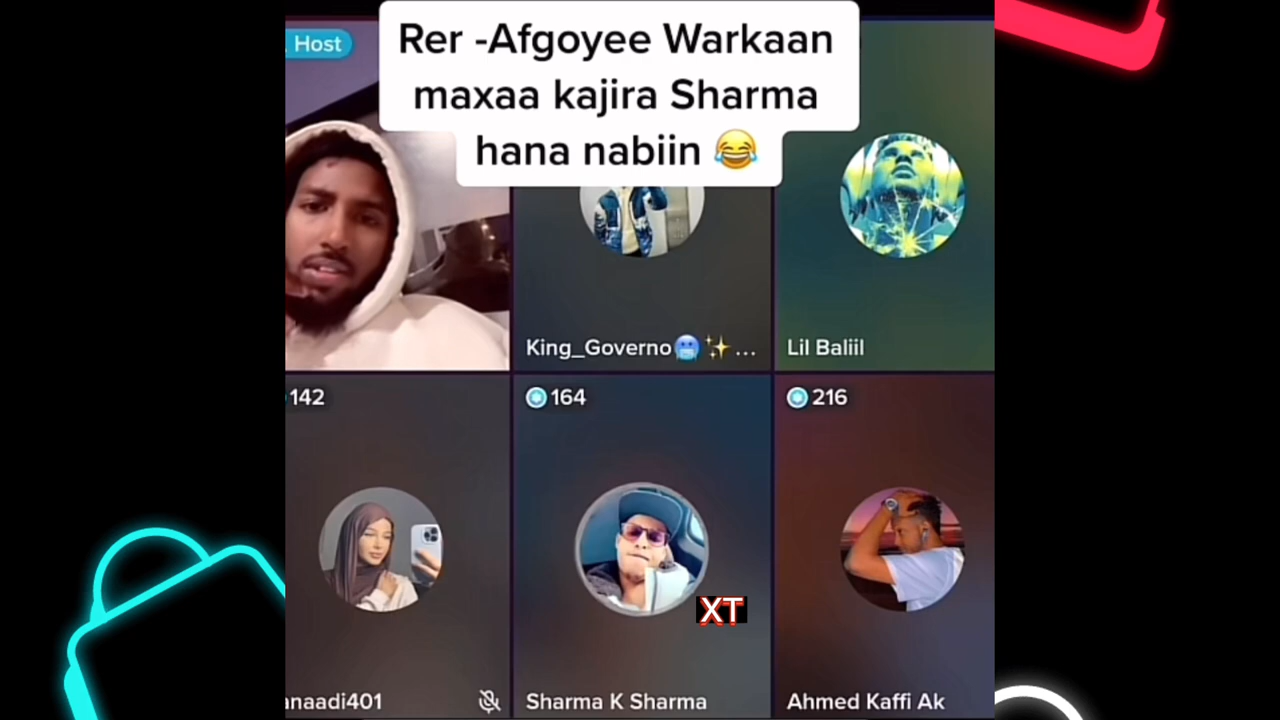 Host
Rer -Afgoyee Warkaan
maxaa kajira Sharma
hana nabiin 😂
King_Governo🥶✨...
Lil Baliil
142
164
216
XT
anaadi401
Sharma K Sharma
Ahmed Kaffi Ak